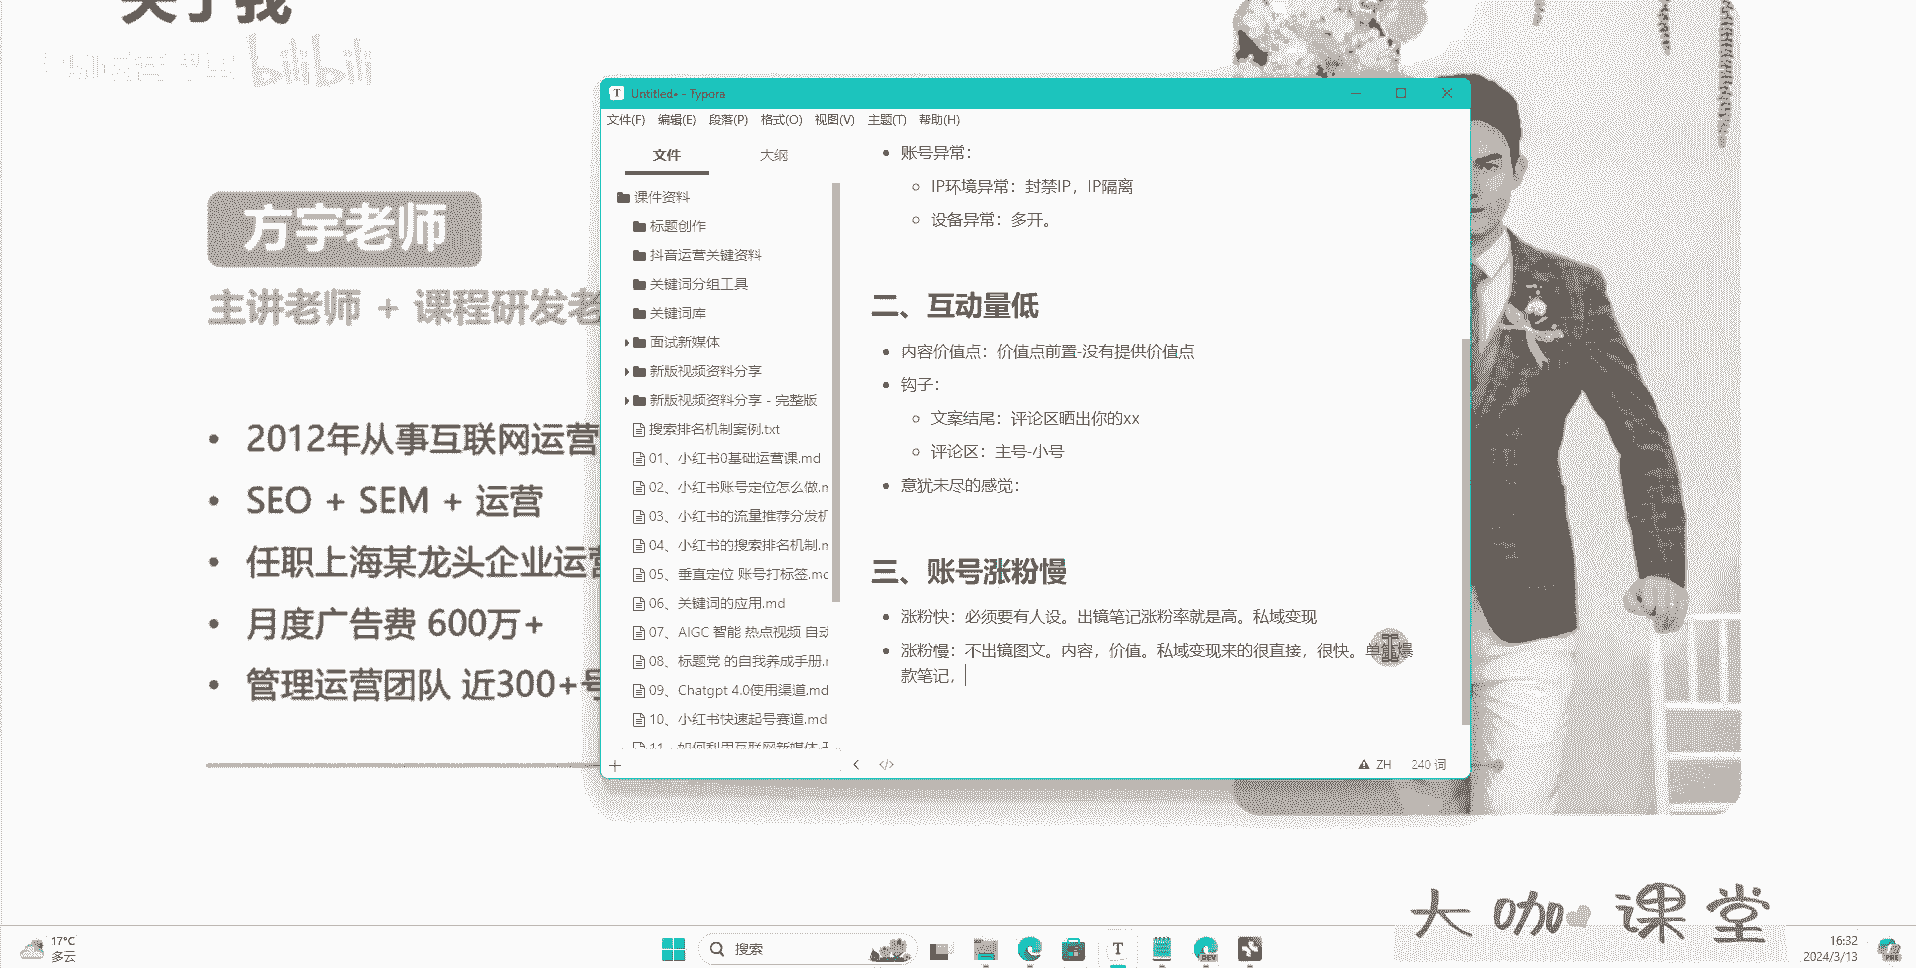 关于我
bilibili
方宇老师
主讲老师 + 课程研发老
2012年从事互联网运营
SEO + SEM + 运营
任职上海某龙头企业运营
月度广告费 600万+
管理运营团队 近300+号
Untitled• - Typora
文件(F) 编辑(E) 段落(P) 格式(O) 视图(V) 主题(T) 帮助(H)
文件 大纲
课件资料
标题创作
抖音运营关键资料
关键词分组工具
关键词库
面试新媒体
新版视频资料分享
新版视频资料分享 - 完整版
搜索排名机制案例.txt
01、小红书0基础运营课.md
02、小红书账号定位怎么做.m
03、小红书的流量推荐分发机
04、小红书的搜索排名机制.m
05、垂直定位 账号打标签.md
06、关键词的应用.md
07、AIGC 智能 热点视频 自动
08、标题党 的自我养成手册.r
09、Chatgpt 4.0使用渠道.md
10、小红书快速起号赛道.md
11、如何利用互联网新媒体
账号异常：
IP环境异常：封禁IP，IP隔离
设备异常：多开。
二、互动量低
内容价值点：价值点前置-没有提供价值点
钩子：
文案结尾：评论区晒出你的xx
评论区：主号-小号
意犹未尽的感觉：
三、账号涨粉慢
涨粉快：必须要有人设。出镜笔记涨粉率就是高。私域变现
涨粉慢：不出镜图文。内容，价值。私域变现来的很直接，很快。单篇爆
款笔记，
ZH 240 词
大咖课堂
17°C
多云
搜索
16:32
2024/3/13